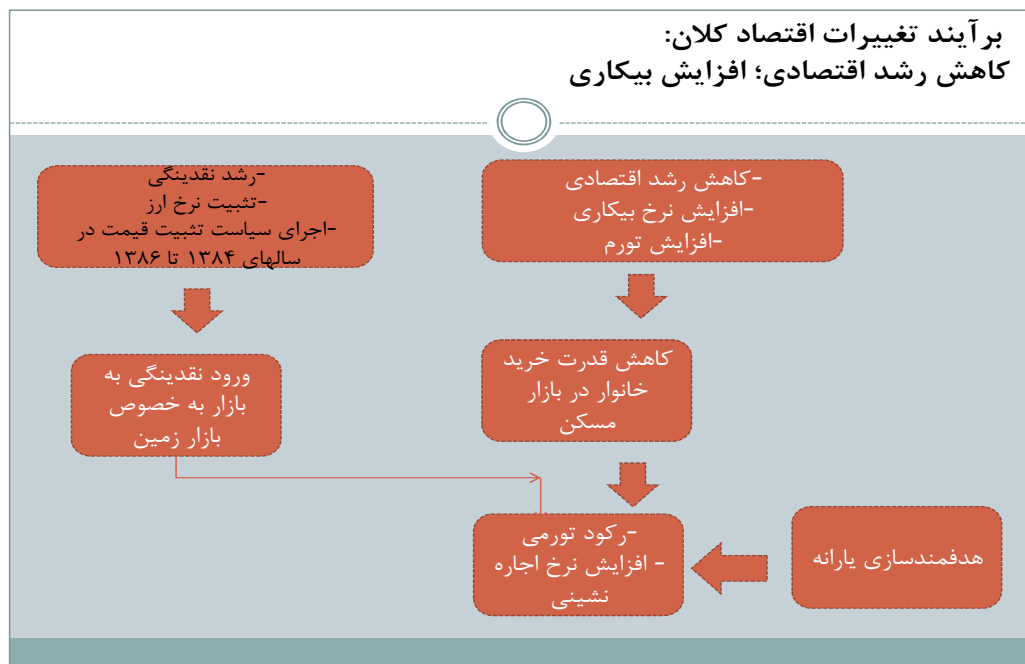 برآیند تغییرات اقتصاد کلان:
کاهش رشد اقتصادی؛ افزایش بیکاری
-کاهش رشد اقتصادی
-افزایش نرخ بیکاری
-افزایش تورم
-رشد نقدینگی
-تثبیت نرخ ارز
-اجرای سیاست تثبیت قیمت در
سالهای ۱۳۸۴ تا ۱۳۸۶
کاهش قدرت خرید
خانوار در بازار
مسکن
ورود نقدینگی به
بازار به خصوص
بازار زمین
-رکود تورمی
- افزایش نرخ اجاره
نشینی
هدفمندسازی یارانه